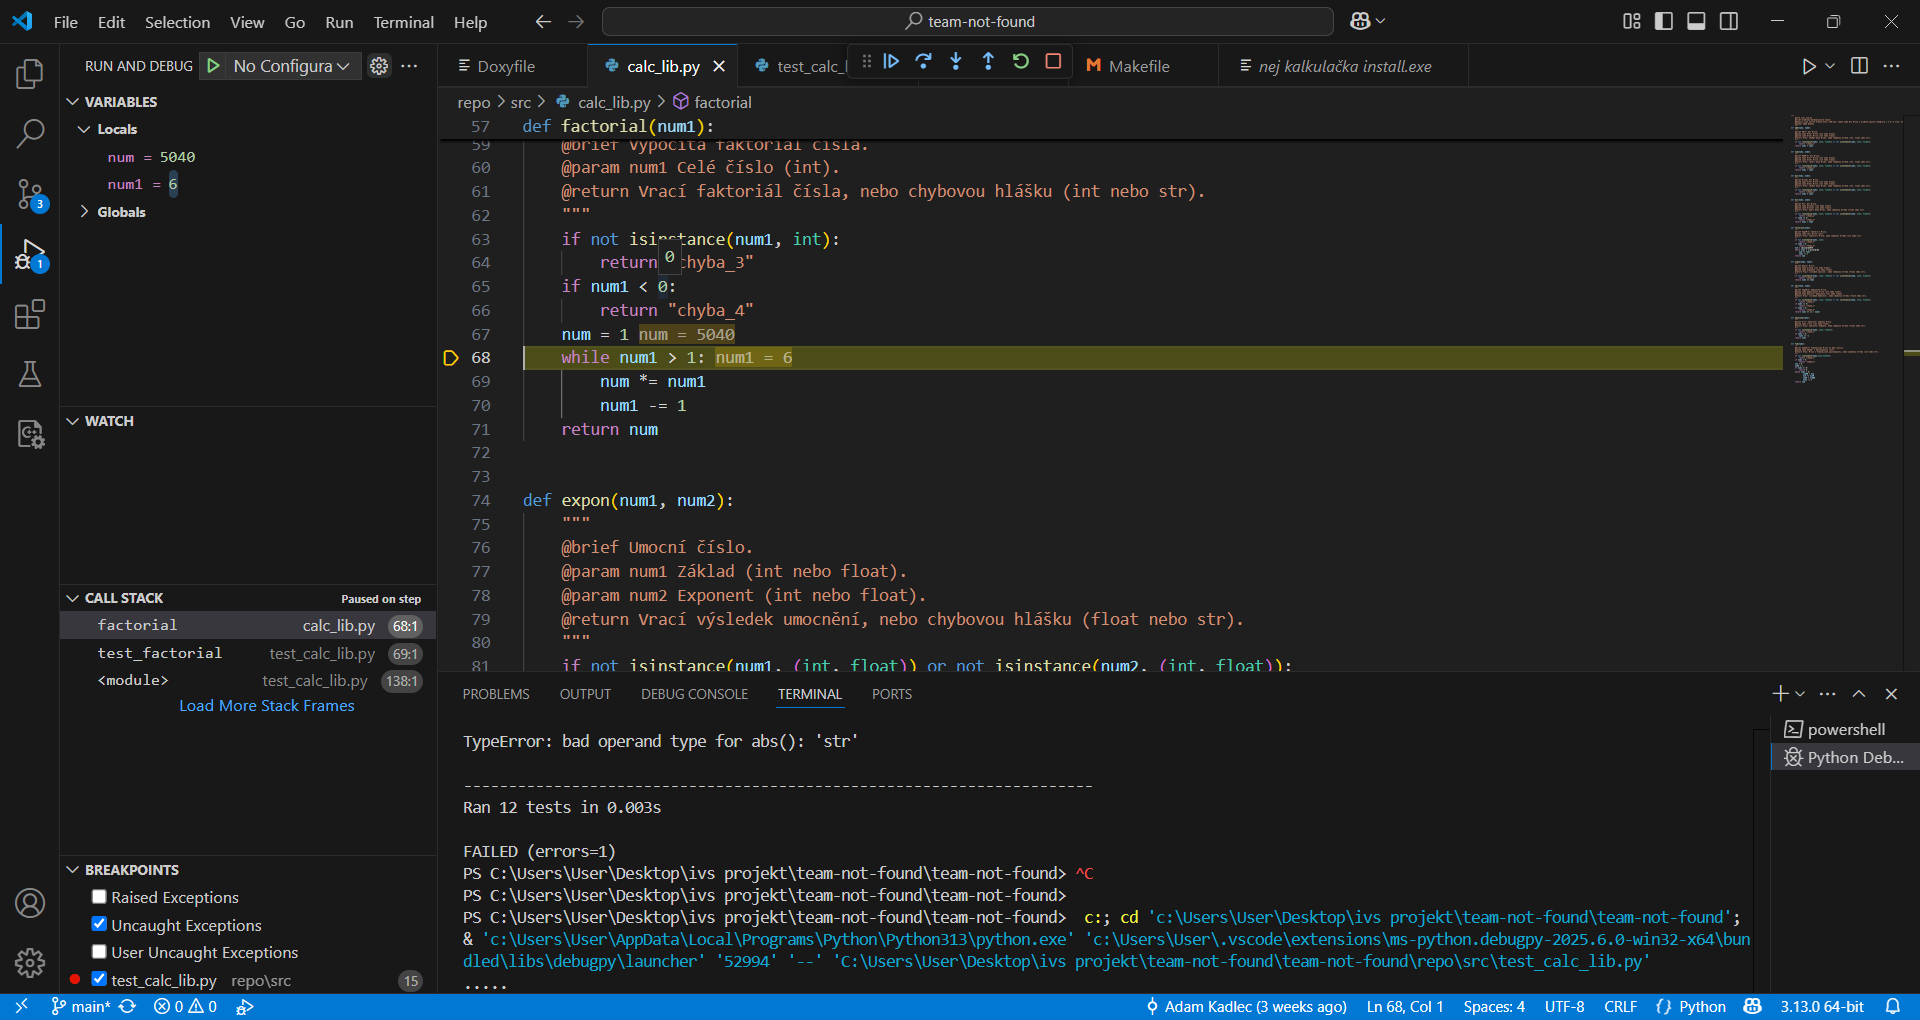 File Edit Selection View Go Run Terminal Help
team-not-found
RUN AND DEBUG No Configura
VARIABLES
Locals
num = 5040
num1 = 6
Globals
WATCH
CALL STACK Paused on step
factorial calc_lib.py 68:1
test_factorial test_calc_lib.py 69:1
<module> test_calc_lib.py 138:1
Load More Stack Frames
BREAKPOINTS
Raised Exceptions
Uncaught Exceptions
User Uncaught Exceptions
test_calc_lib.py repo\src 15
3
1
Doxyfile calc_lib.py test_calc_l Makefile nej kalkulačka install.exe
repo > src > calc_lib.py > factorial
57 def factorial(num1):
59 @brief Vypočítá faktoriál čísla.
60 @param num1 Celé číslo (int).
61 @return Vrací faktoriál čísla, nebo chybovou hlášku (int nebo str).
62 """
63 if not isinstance(num1, int):
64 return "chyba_3"
0
65 if num1 < 0:
66 return "chyba_4"
67 num = 1 num = 5040
68 while num1 > 1: num1 = 6
69 num *= num1
70 num1 -= 1
71 return num
72
73
74 def expon(num1, num2):
75 """
76 @brief Umocní číslo.
77 @param num1 Základ (int nebo float).
78 @param num2 Exponent (int nebo float).
79 @return Vrací výsledek umocnění, nebo chybovou hlášku (float nebo str).
80 """
81 if not isinstance(num1, (int, float)) or not isinstance(num2, (int, float)):
PROBLEMS OUTPUT DEBUG CONSOLE TERMINAL PORTS
TypeError: bad operand type for abs(): 'str'
----------------------------------------------------------------------
Ran 12 tests in 0.003s
FAILED (errors=1)
PS C:\Users\User\Desktop\ivs projekt\team-not-found\team-not-found> ^C
PS C:\Users\User\Desktop\ivs projekt\team-not-found\team-not-found>
PS C:\Users\User\Desktop\ivs projekt\team-not-found\team-not-found> c:; cd 'c:\Users\User\Desktop\ivs projekt\team-not-found\team-not-found';
& 'c:\Users\User\AppData\Local\Programs\Python\Python313\python.exe' 'c:\Users\User\.vscode\extensions\ms-python.debugpy-2025.6.0-win32-x64\bun
dled\libs\debugpy\launcher' '52994' '--' 'C:\Users\User\Desktop\ivs projekt\team-not-found\team-not-found\repo\src\test_calc_lib.py'
.....
powershell
Python Deb...
main* 0 0 Adam Kadlec (3 weeks ago) Ln 68, Col 1 Spaces: 4 UTF-8 CRLF {} Python 3.13.0 64-bit